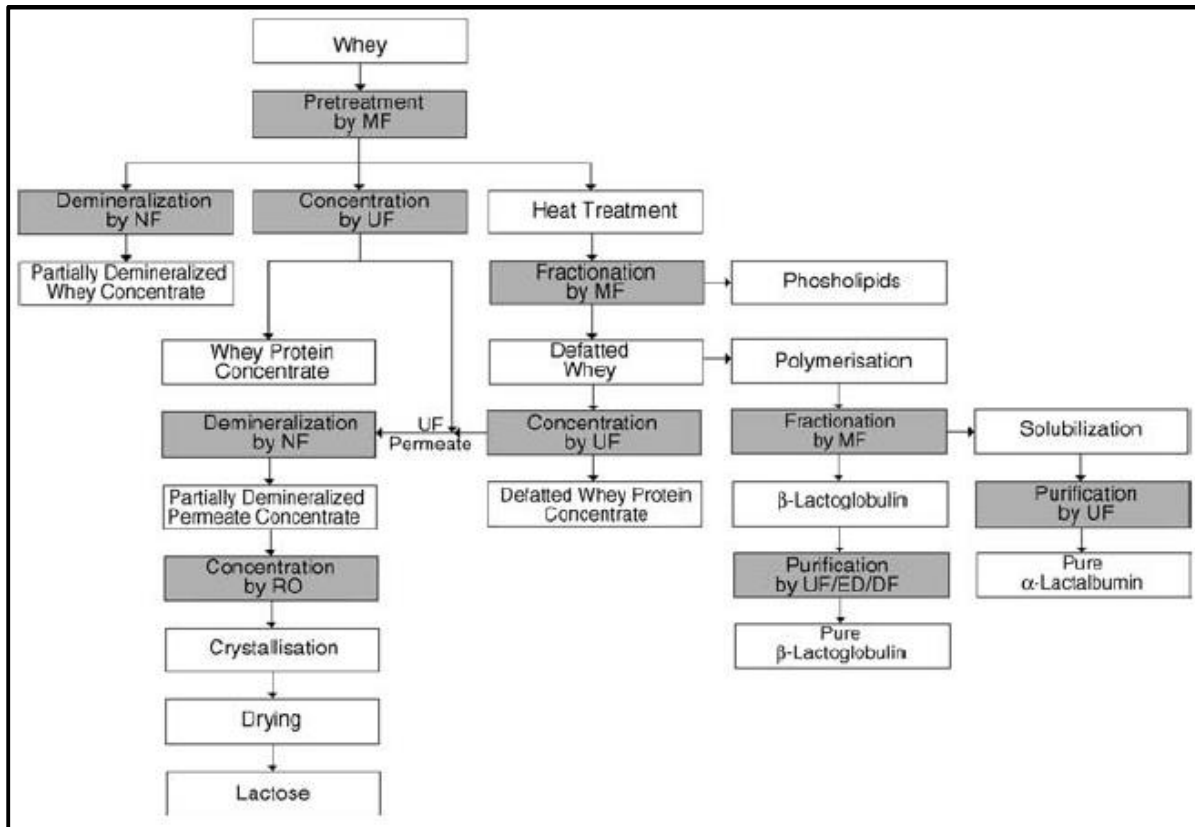 Whey
Pretreatment
by MF
Demineralization
by NF
Concentration
by UF
Heat Treatment
Partially Demineralized
Whey Concentrate
Fractionation
by MF
Phosholipids
Whey Protein
Concentrate
Defatted
Whey
Polymerisation
Demineralization
by NF
UF
Permeate
Concentration
by UF
Fractionation
by MF
Solubilization
Partially Demineralized
Permeate Concentrate
Defatted Whey Protein
Concentrate
β-Lactoglobulin
Purification
by UF
Concentration
by RO
Purification
by UF/ED/DF
Pure
α-Lactalbumin
Crystallisation
Pure
β-Lactoglobulin
Drying
Lactose